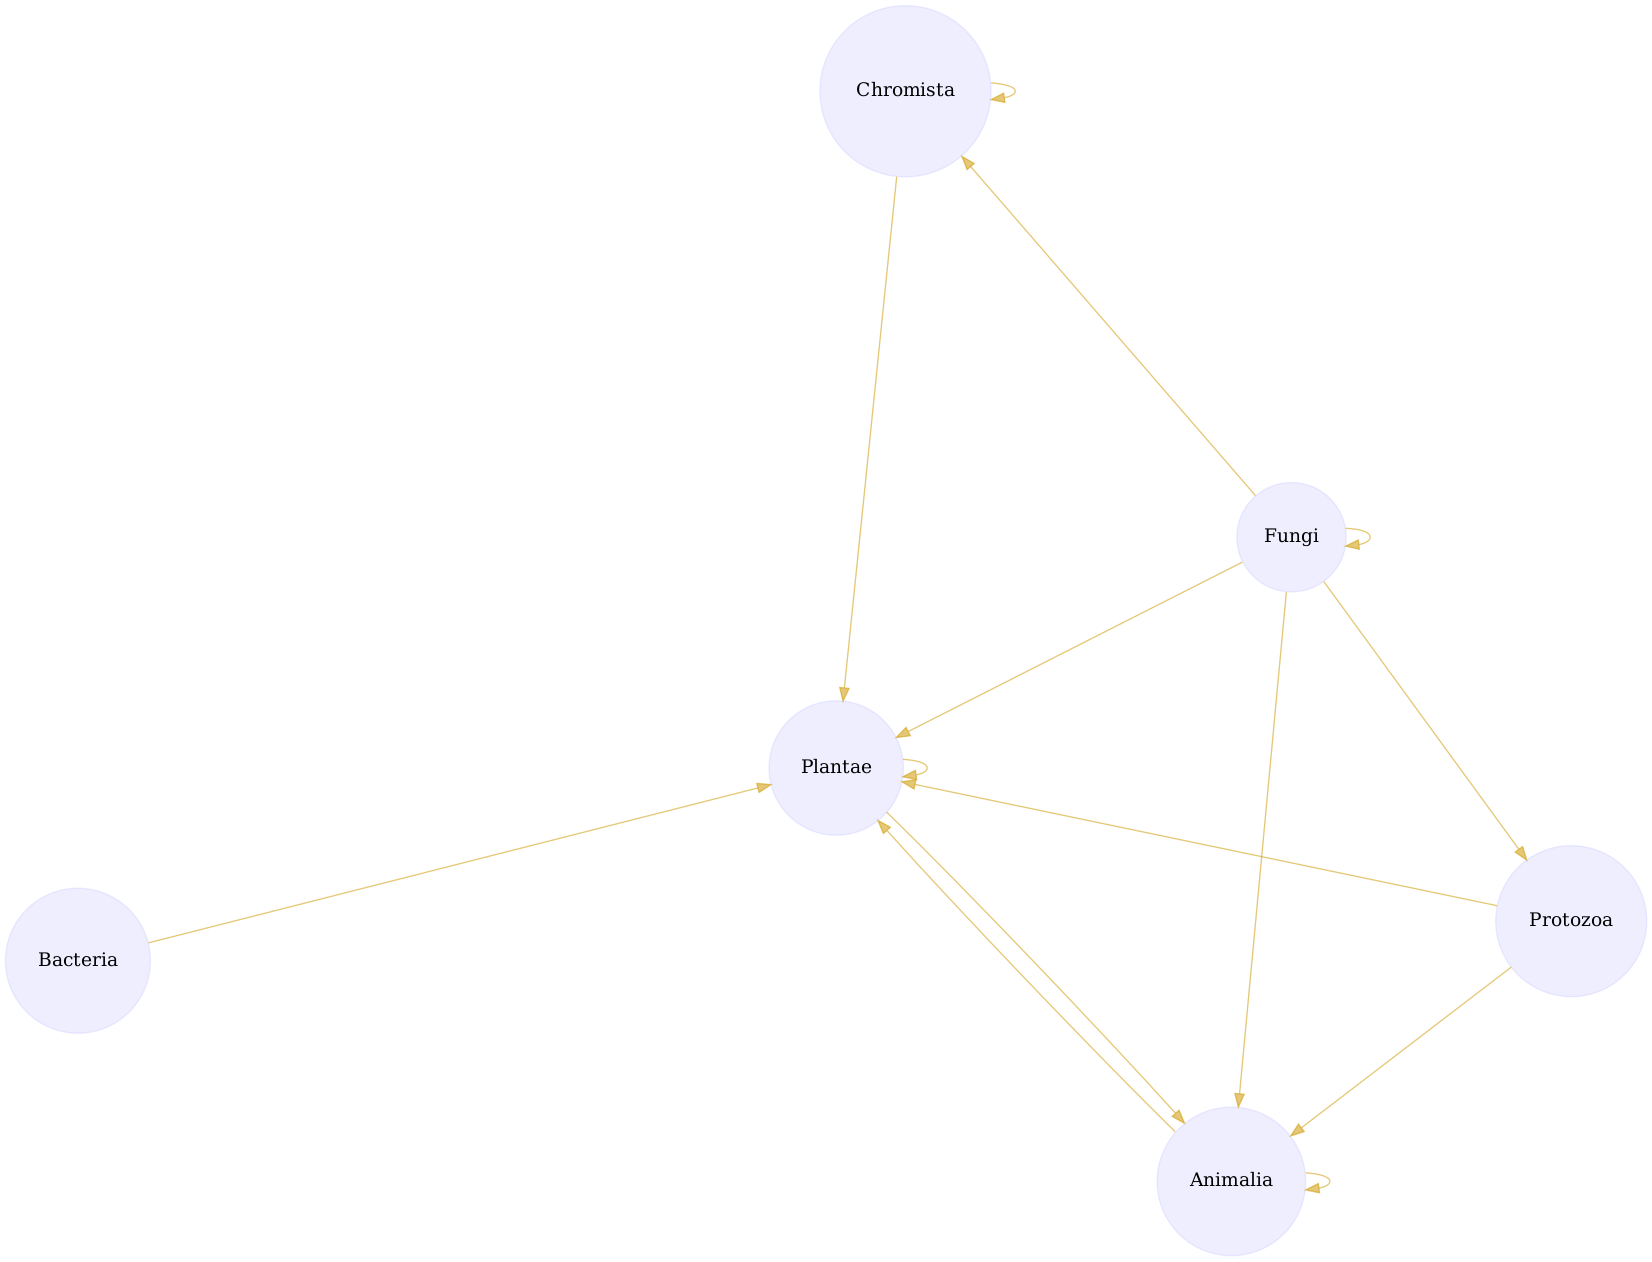 Chromista
Fungi
Plantae
Protozoa
Bacteria
Animalia